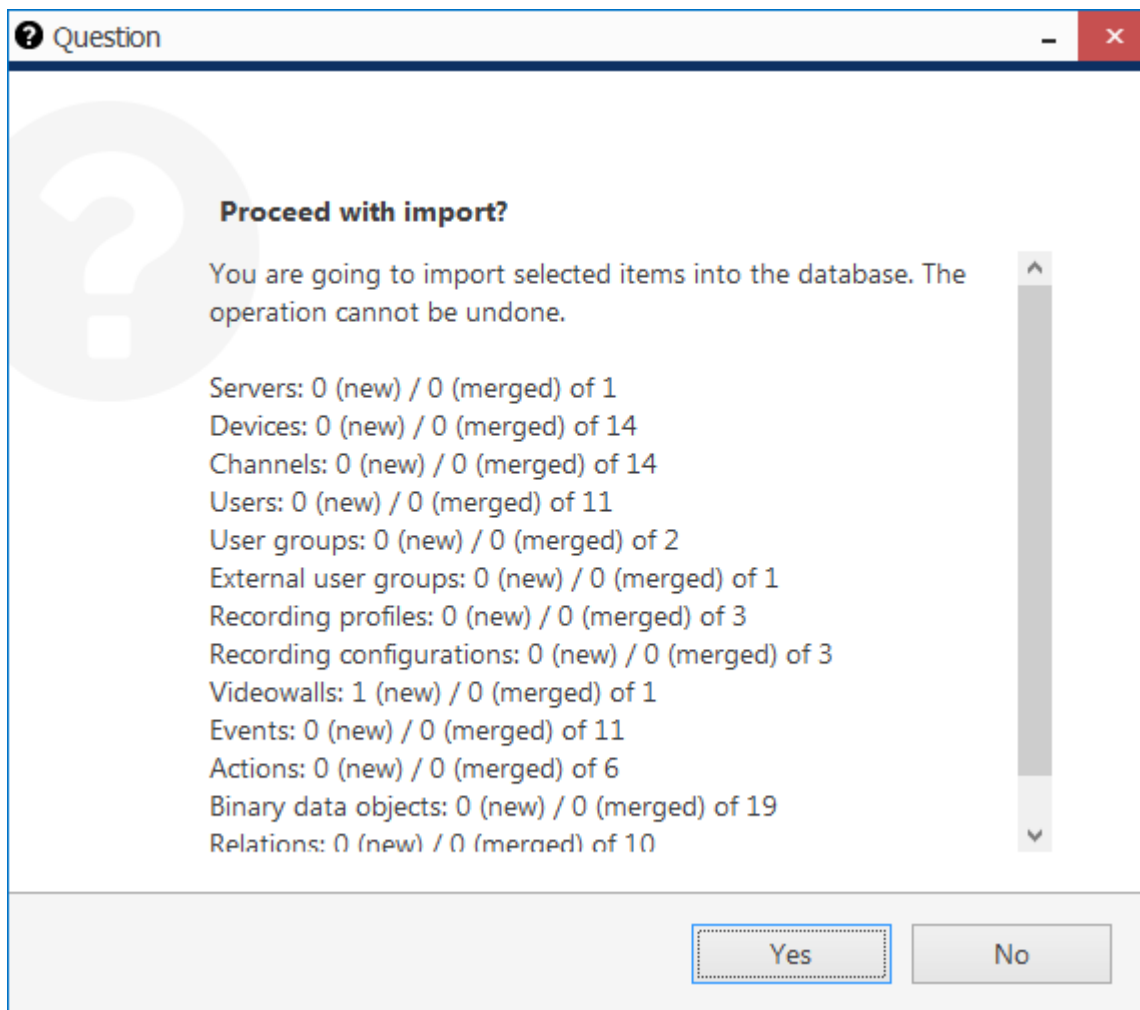 Question
Proceed with import?
You are going to import selected items into the database. The
operation cannot be undone.
Servers: 0 (new) / 0 (merged) of 1
Devices: 0 (new) / 0 (merged) of 14
Channels: 0 (new) / 0 (merged) of 14
Users: 0 (new) / 0 (merged) of 11
User groups: 0 (new) / 0 (merged) of 2
External user groups: 0 (new) / 0 (merged) of 1
Recording profiles: 0 (new) / 0 (merged) of 3
Recording configurations: 0 (new) / 0 (merged) of 3
Videowalls: 1 (new) / 0 (merged) of 1
Events: 0 (new) / 0 (merged) of 11
Actions: 0 (new) / 0 (merged) of 6
Binary data objects: 0 (new) / 0 (merged) of 19
Relations: 0 (new) / 0 (merged) of 10
Yes
No